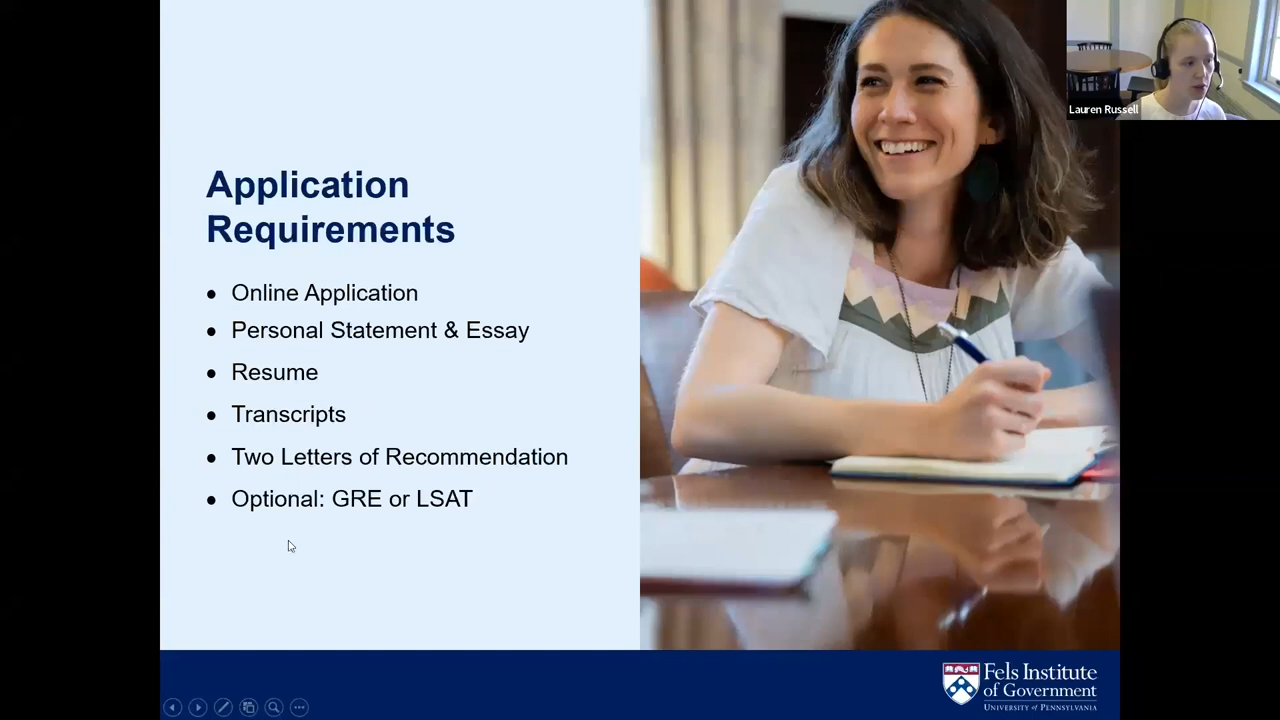 Application
Requirements
Online Application
Personal Statement & Essay
Resume
Transcripts
Two Letters of Recommendation
Optional: GRE or LSAT
Lauren Russell
Fels Institute
of Government
UNIVERSITY of PENNSYLVANIA